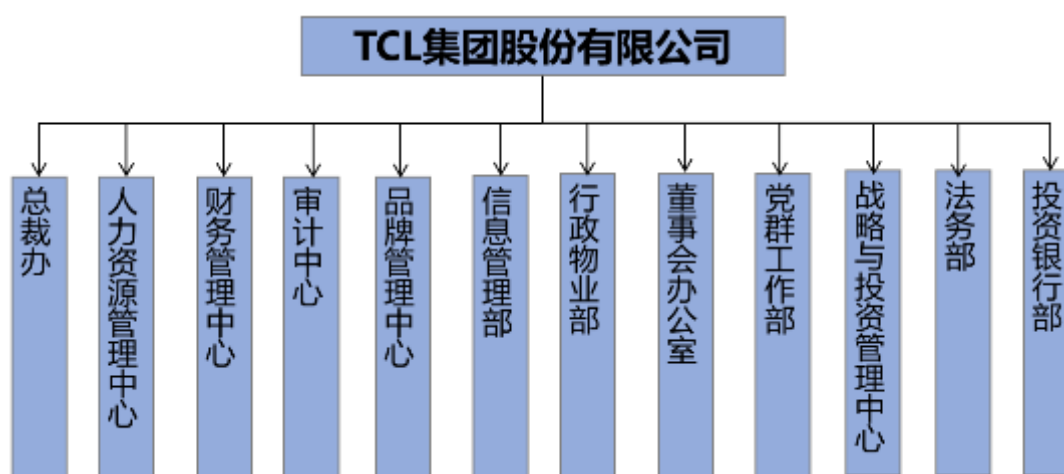 TCL集团股份有限公司
总裁办
人力资源管理中心
财务管理中心
审计中心
品牌管理中心
信息管理部
行政物业部
董事会办公室
党群工作部
战略与投资管理中心
法务部
投资银行部